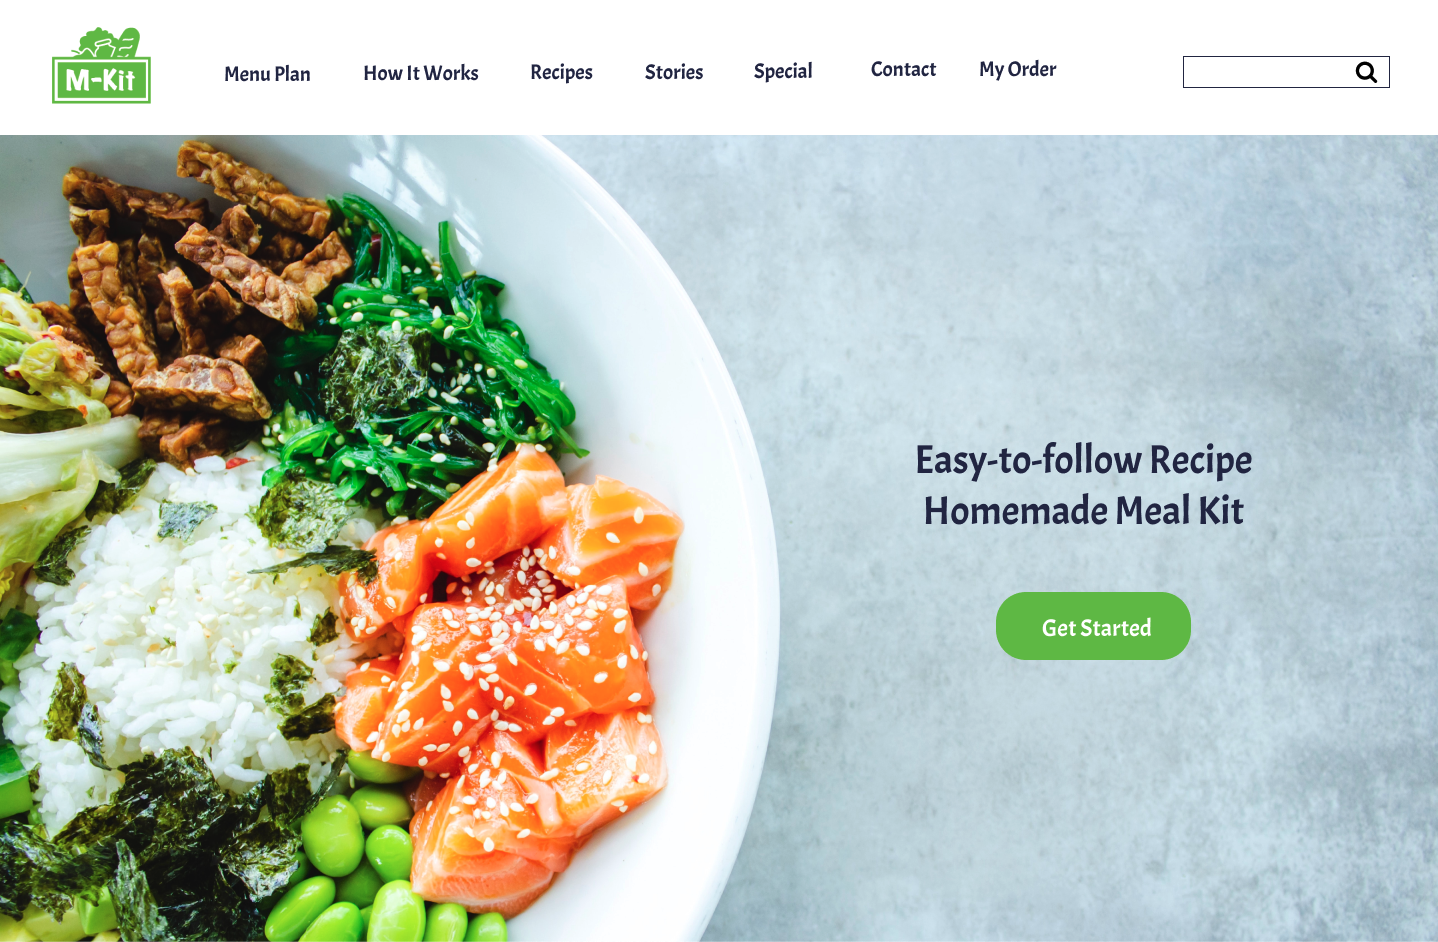 M-Kit
Menu Plan
How It Works
Recipes
Stories
Special
Contact
My Order
Easy-to-follow Recipe
Homemade Meal Kit
Get Started